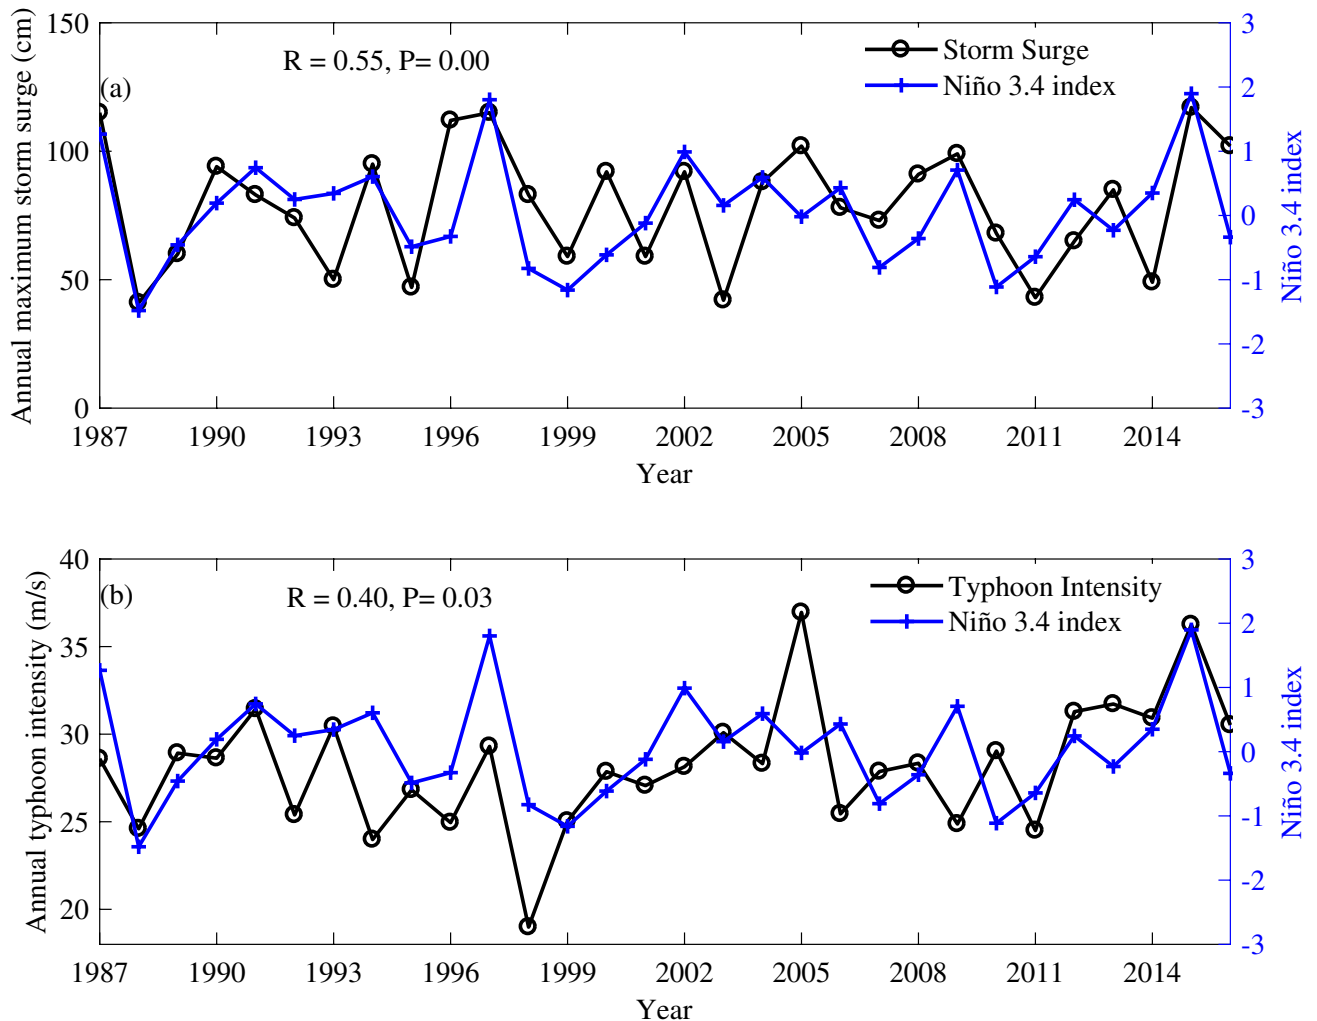 150
100
50
0
Annual maximum storm surge (cm)
(a)
R = 0.55, P= 0.00
Storm Surge
Niño 3.4 index
3
2
1
0
-1
-2
-3
Niño 3.4 index
1987 1990 1993 1996 1999 2002 2005 2008 2011 2014
Year
40
35
30
25
20
Annual typhoon intensity (m/s)
(b)
R = 0.40, P= 0.03
Typhoon Intensity
Niño 3.4 index
3
2
1
0
-1
-2
-3
Niño 3.4 index
1987 1990 1993 1996 1999 2002 2005 2008 2011 2014
Year